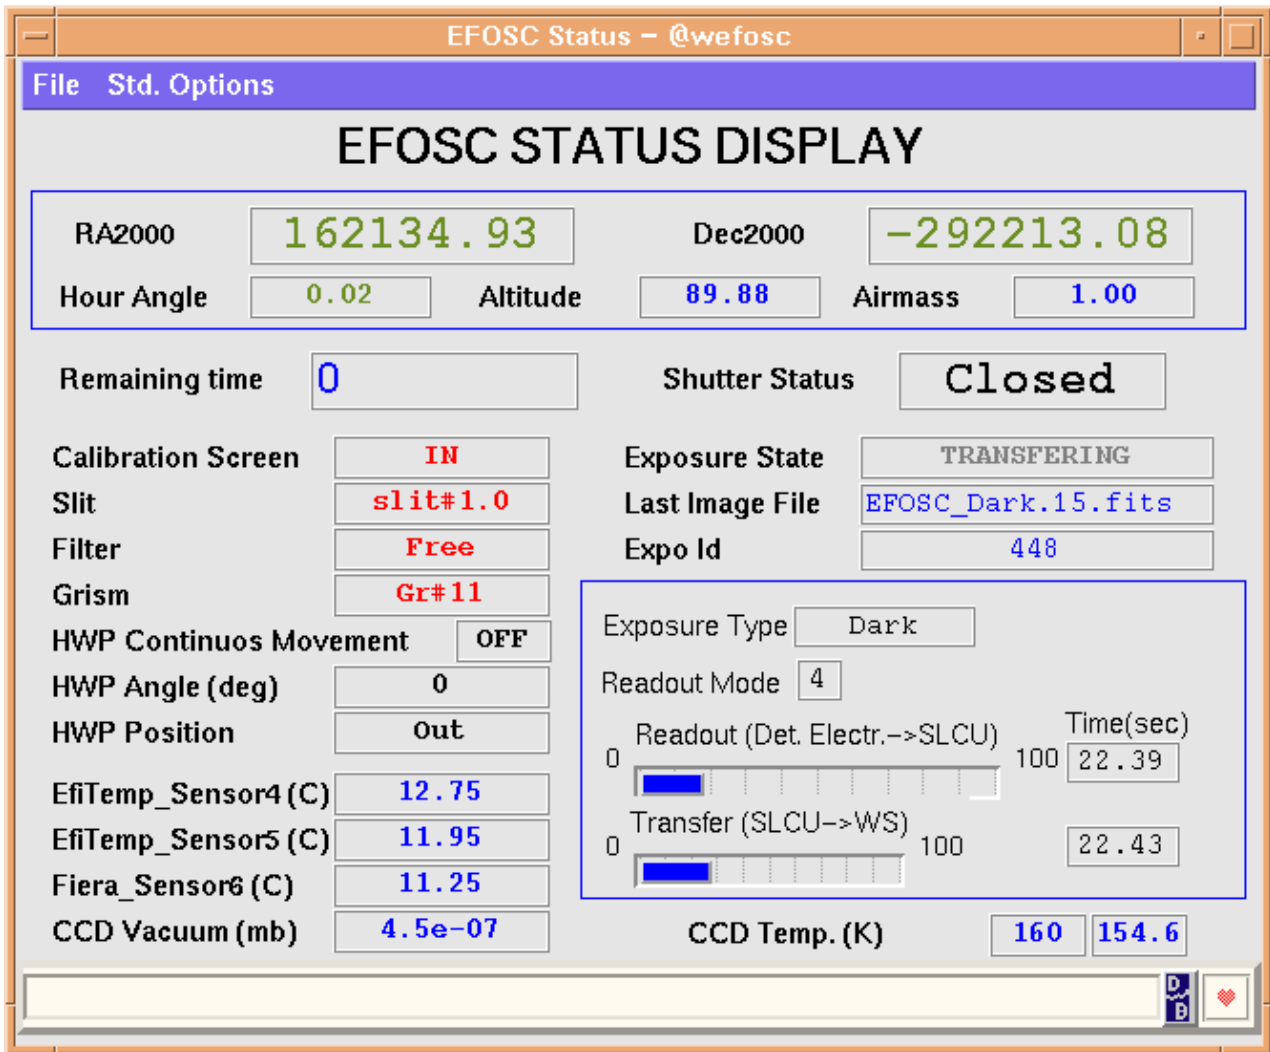 EFOSC Status - @wefosc
File Std. Options
EFOSC STATUS DISPLAY
RA2000 162134.93 Dec2000 -292213.08
Hour Angle 0.02 Altitude 89.88 Airmass 1.00
Remaining time 0 Shutter Status Closed
Calibration Screen IN Exposure State TRANSFERING
Slit slit#1.0 Last Image File EFOSC_Dark.15.fits
Filter Free Expo Id 448
Grism Gr#11
HWP Continuos Movement OFF Exposure Type Dark
HWP Angle (deg) 0 Readout Mode 4
HWP Position Out Readout (Det. Electr.->SLCU) Time(sec)
0 100 22.39
EfiTemp_Sensor4 (C) 12.75
Transfer (SLCU->WS)
EfiTemp_Sensor5 (C) 11.95 0 100 22.43
Fiera_Sensor6 (C) 11.25
CCD Vacuum (mb) 4.5e-07 CCD Temp. (K) 160 154.6
D
B